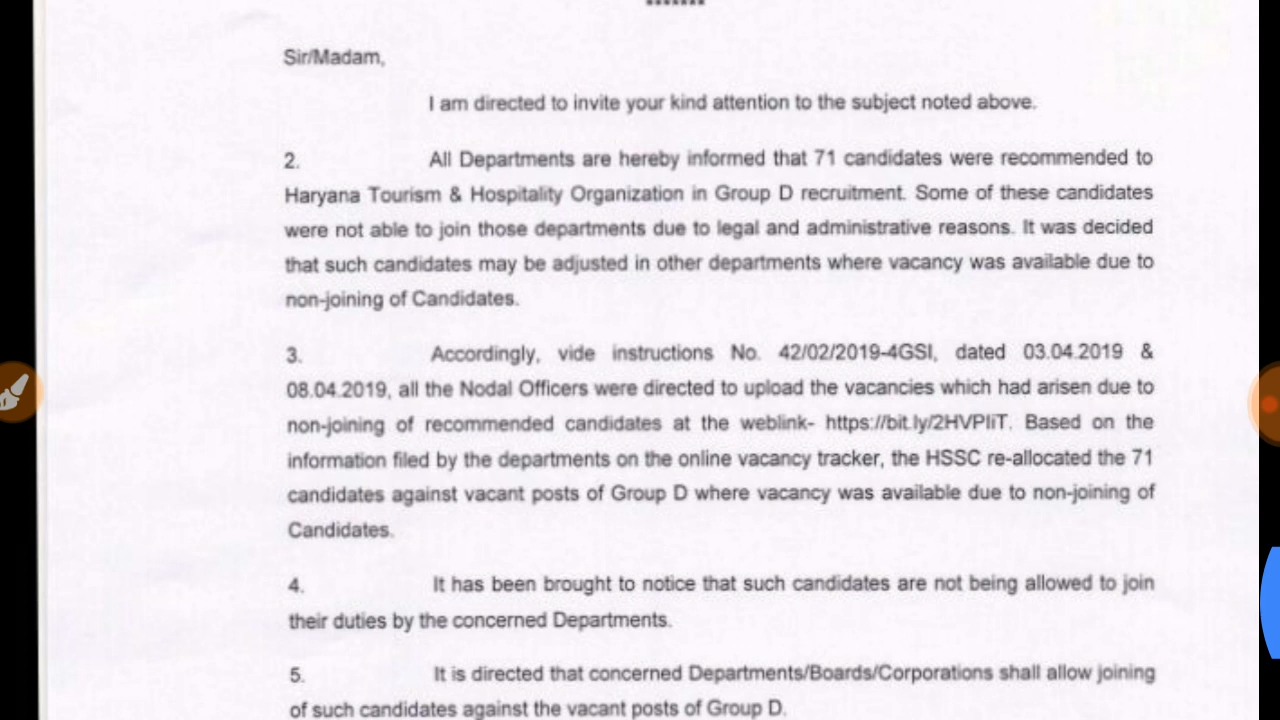 Sir/Madam,
I am directed to invite your kind attention to the subject noted above.
2. All Departments are hereby informed that 71 candidates were recommended to
Haryana Tourism & Hospitality Organization in Group D recruitment. Some of these candidates
were not able to join those departments due to legal and administrative reasons. It was decided
that such candidates may be adjusted in other departments where vacancy was available due to
non-joining of Candidates.
3. Accordingly, vide instructions No. 42/02/2019-4GSI, dated 03.04.2019 &
08.04.2019, all the Nodal Officers were directed to upload the vacancies which had arisen due to
non-joining of recommended candidates at the weblink- https://bit.ly/2HVPIiT. Based on the
information filed by the departments on the online vacancy tracker, the HSSC re-allocated the 71
candidates against vacant posts of Group D where vacancy was available due to non-joining of
Candidates.
4. It has been brought to notice that such candidates are not being allowed to join
their duties by the concerned Departments.
5. It is directed that concerned Departments/Boards/Corporations shall allow joining
of such candidates against the vacant posts of Group D.